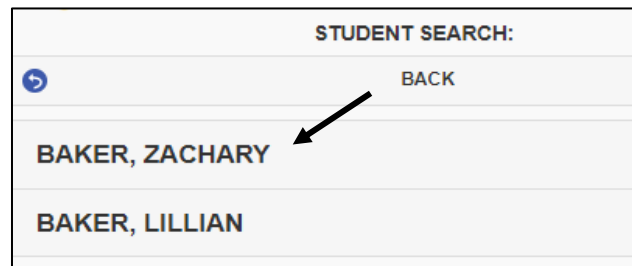 STUDENT SEARCH:
BACK
BAKER, ZACHARY
BAKER, LILLIAN